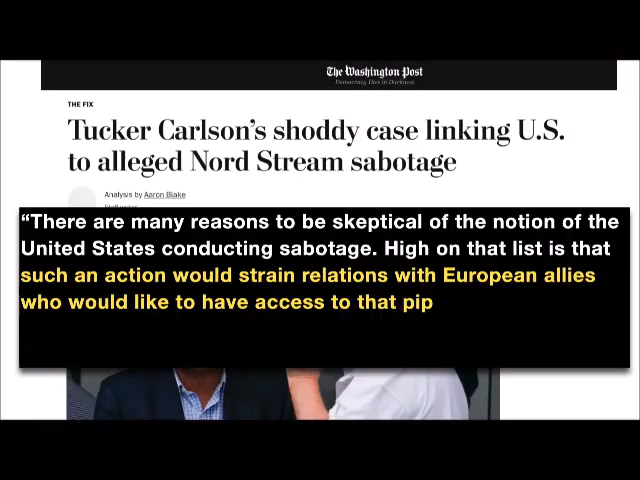 The Washington Post
Democracy Dies in Darkness
THE FIX
Tucker Carlson's shoddy case linking U.S.
to alleged Nord Stream sabotage
Analysis by Aaron Blake
Staff writer
“There are many reasons to be skeptical of the notion of the
United States conducting sabotage. High on that list is that
such an action would strain relations with European allies
who would like to have access to that pip